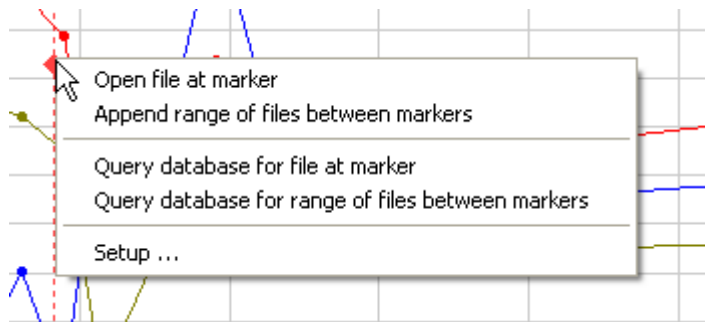 Open file at marker
Append range of files between markers
Query database for file at marker
Query database for range of files between markers
Setup ...